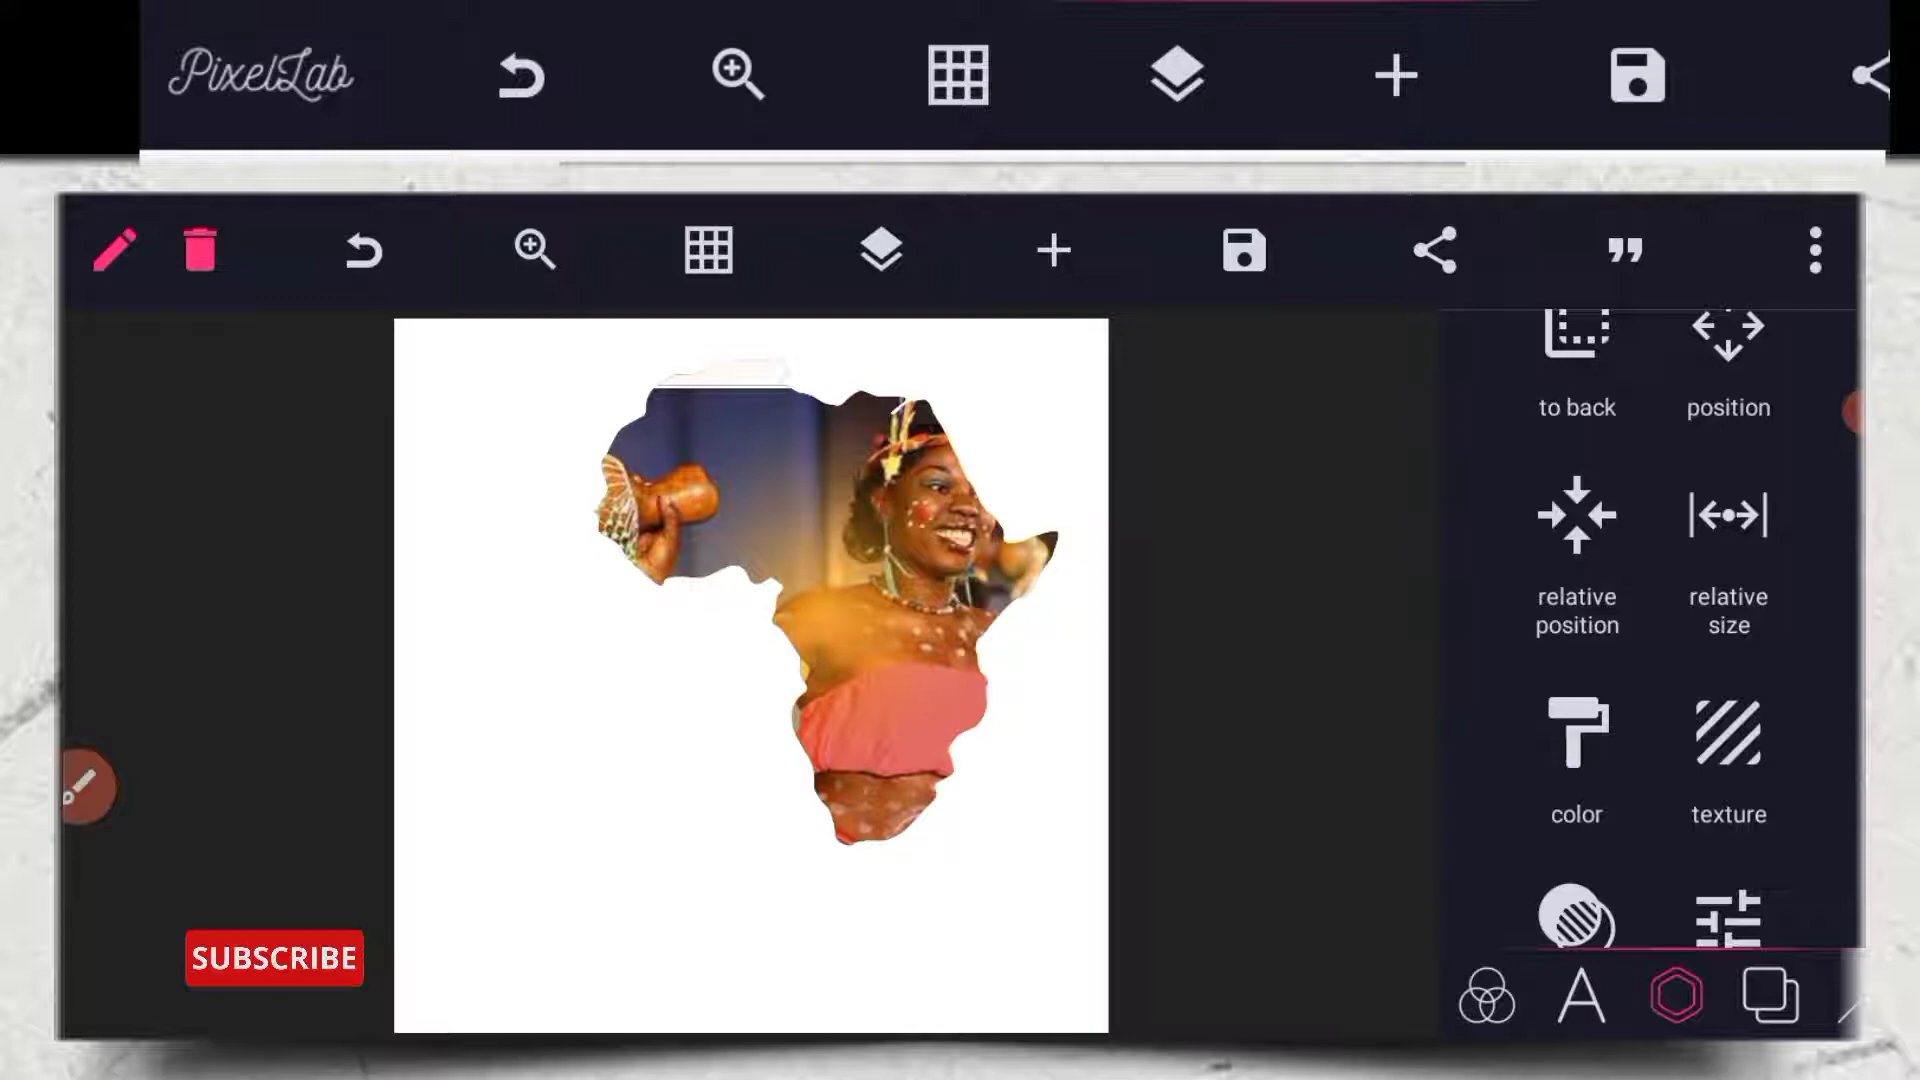 PixelLab
to back
position
relative
position
relative
size
color
texture
SUBSCRIBE